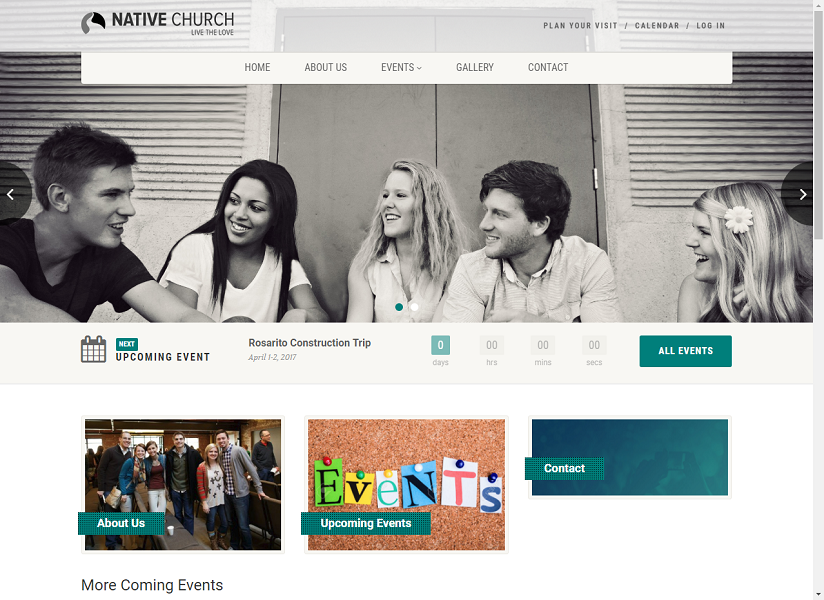 NATIVE CHURCH
LIVE THE LOVE
PLAN YOUR VISIT / CALENDAR / LOG IN
HOME ABOUT US EVENTS GALLERY CONTACT
NEXT
UPCOMING EVENT
Rosarito Construction Trip
April 1-2, 2017
0 00 00 00
days hrs mins secs
ALL EVENTS
EVeNTs
About Us
Upcoming Events
Contact
More Coming Events